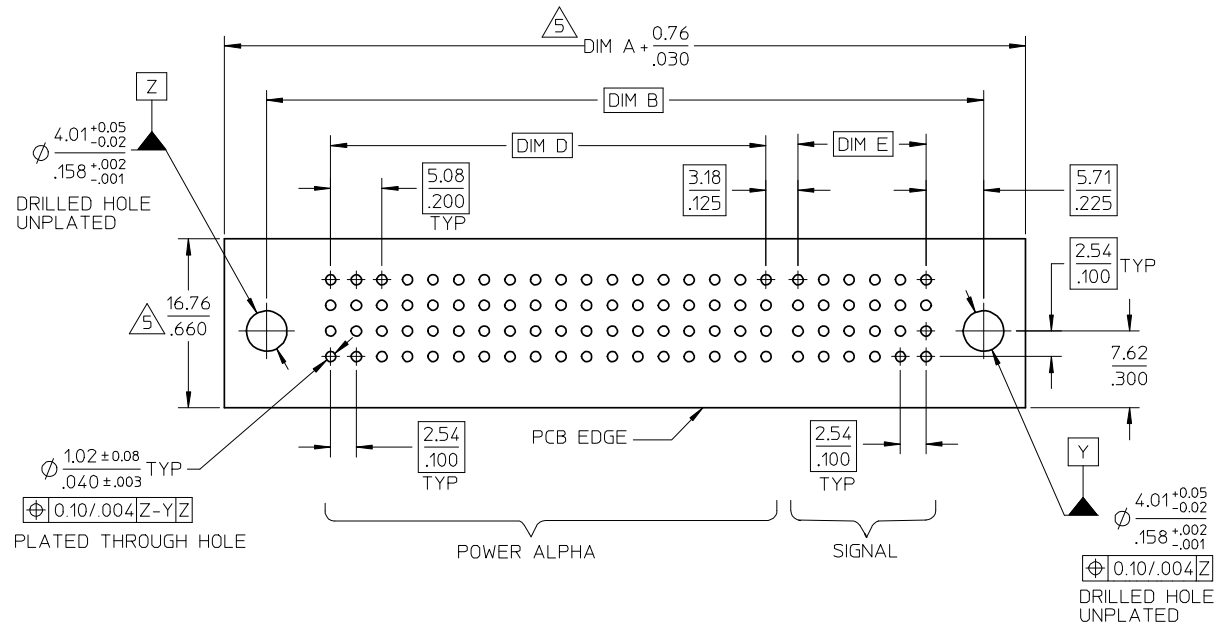 5
DIM A + 0.76
.030
Z
DIM B
4.01 +0.05
-0.02
.158 +.002
-.001
DRILLED HOLE
UNPLATED
DIM D
DIM E
5.08
.200
TYP
3.18
.125
5.71
.225
2.54
.100
TYP
5
16.76
.660
7.62
.300
2.54
.100
TYP
PCB EDGE
2.54
.100
TYP
Y
Ø 1.02 ±0.08 TYP
.040 ±.003
⌖ 0.10/.004 Z-Y Z
PLATED THROUGH HOLE
POWER ALPHA
SIGNAL
Ø 4.01 +0.05
-0.02
.158 +.002
-.001
⌖ 0.10/.004 Z
DRILLED HOLE
UNPLATED